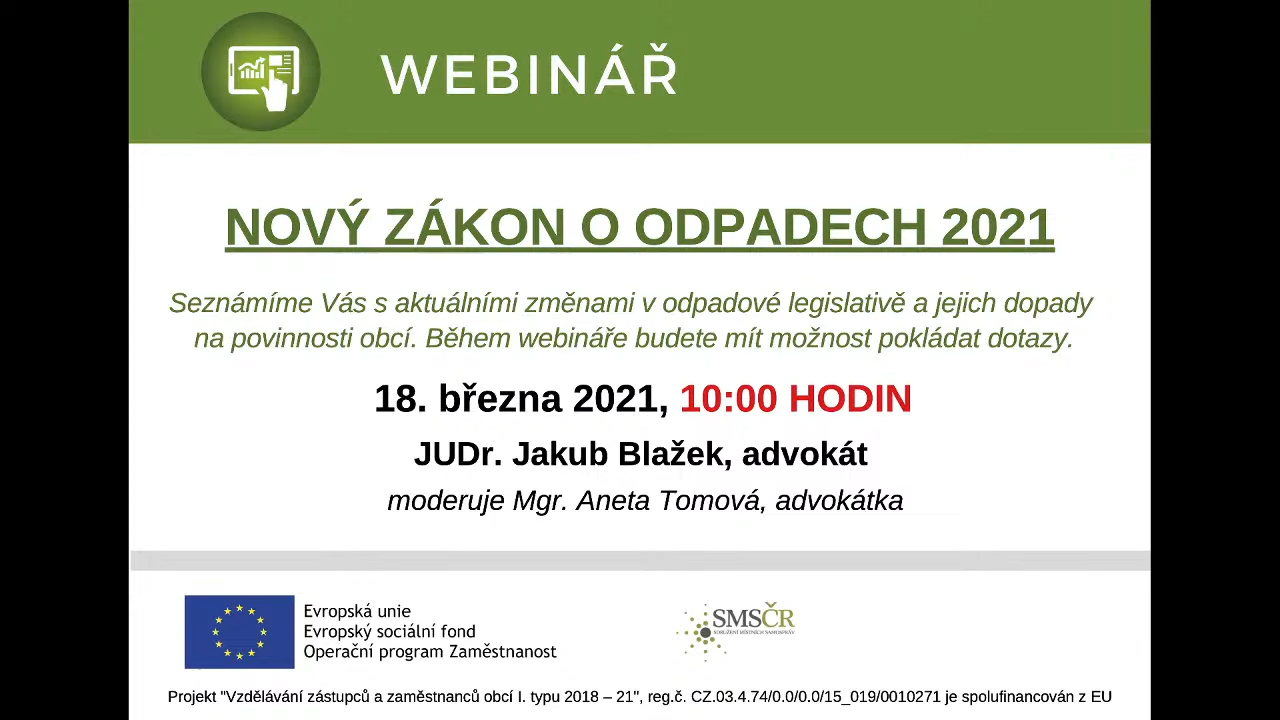 WEBINÁŘ
NOVÝ ZÁKON O ODPADECH 2021
Seznámíme Vás s aktuálními změnami v odpadové legislativě a jejich dopady
na povinnosti obcí. Během webináře budete mít možnost pokládat dotazy.
18. března 2021, 10:00 HODIN
JUDr. Jakub Blažek, advokát
moderuje Mgr. Aneta Tomová, advokátka
Evropská unie
Evropský sociální fond
Operační program Zaměstnanost
SMSČR
SDRUŽENÍ MÍSTNÍCH SAMOSPRÁV
Projekt "Vzdělávání zástupců a zaměstnanců obcí I. typu 2018 – 21", reg.č. CZ.03.4.74/0.0/0.0/15_019/0010271 je spolufinancován z EU